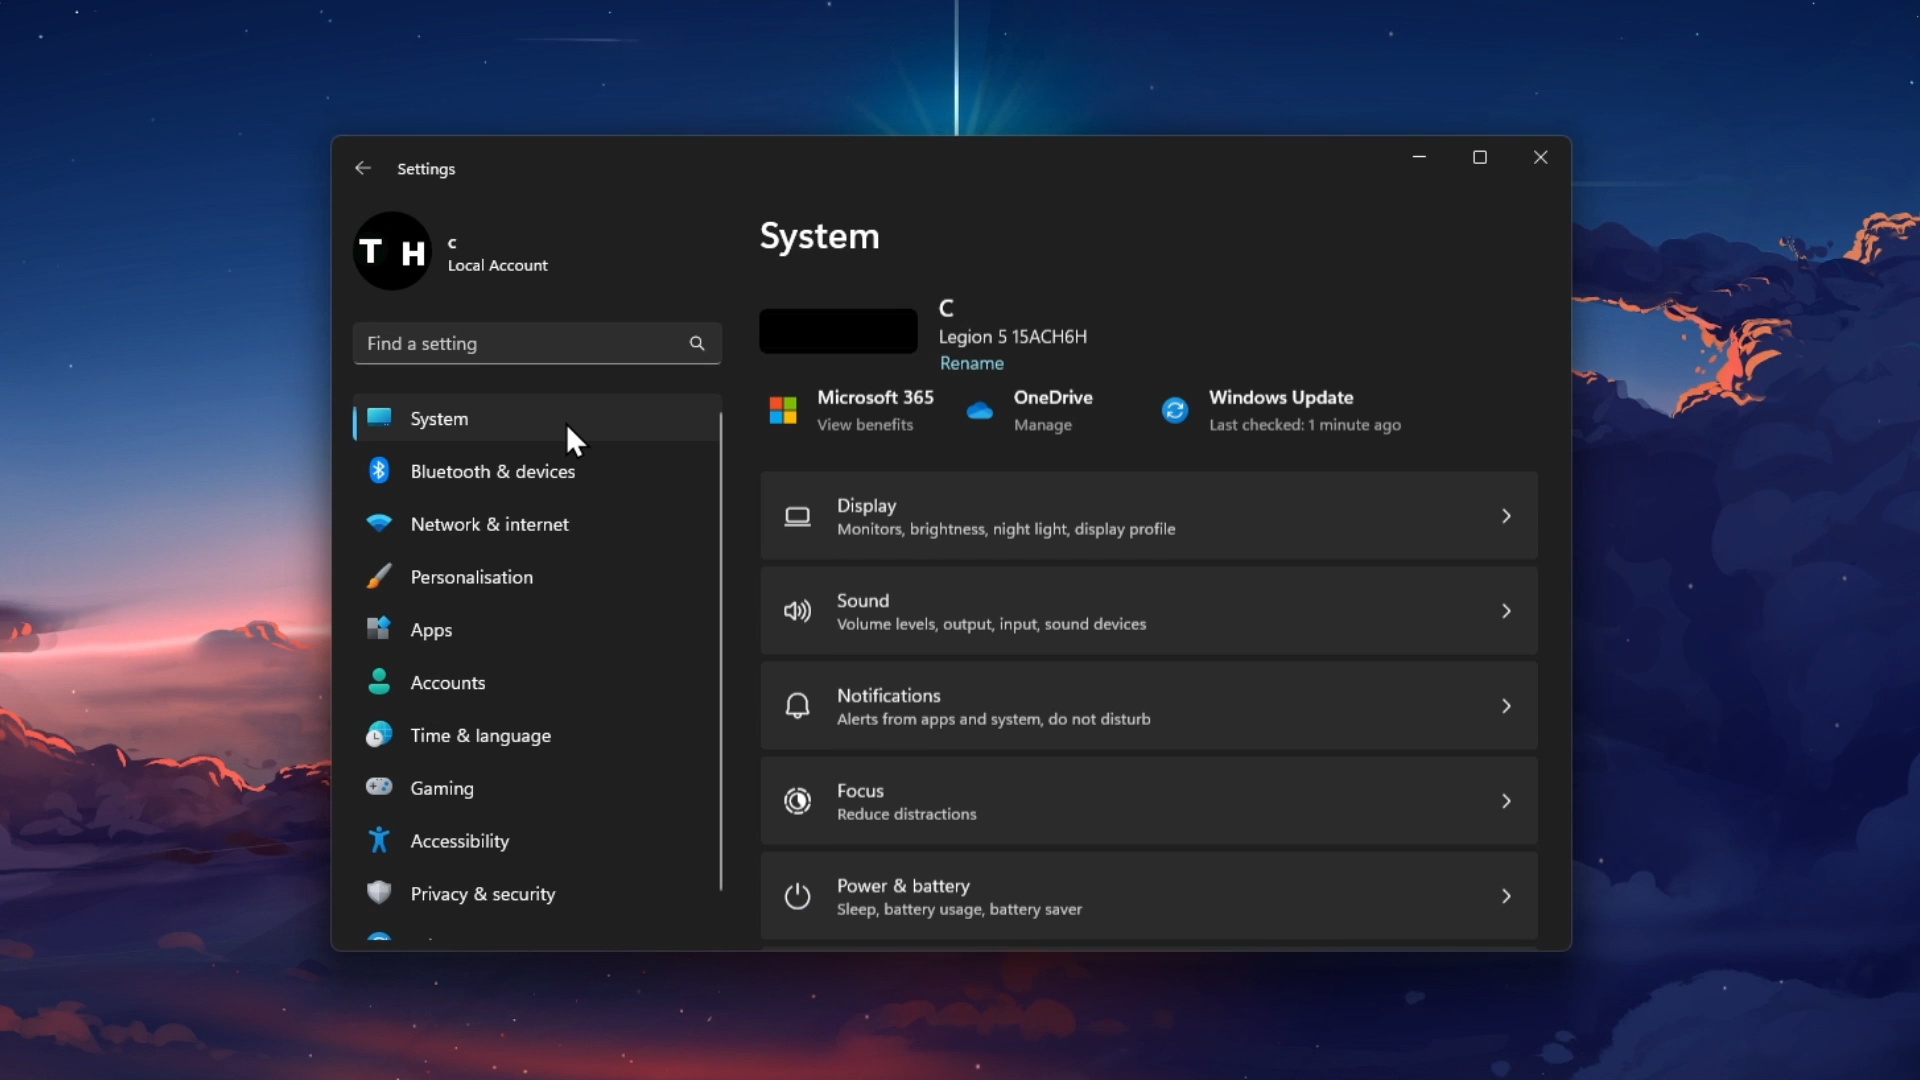 Settings
T H
c
Local Account
Find a setting
System
Bluetooth & devices
Network & internet
Personalisation
Apps
Accounts
Time & language
Gaming
Accessibility
Privacy & security
System
C
Legion 5 15ACH6H
Rename
Microsoft 365
View benefits
OneDrive
Manage
Windows Update
Last checked: 1 minute ago
Display
Monitors, brightness, night light, display profile
Sound
Volume levels, output, input, sound devices
Notifications
Alerts from apps and system, do not disturb
Focus
Reduce distractions
Power & battery
Sleep, battery usage, battery saver